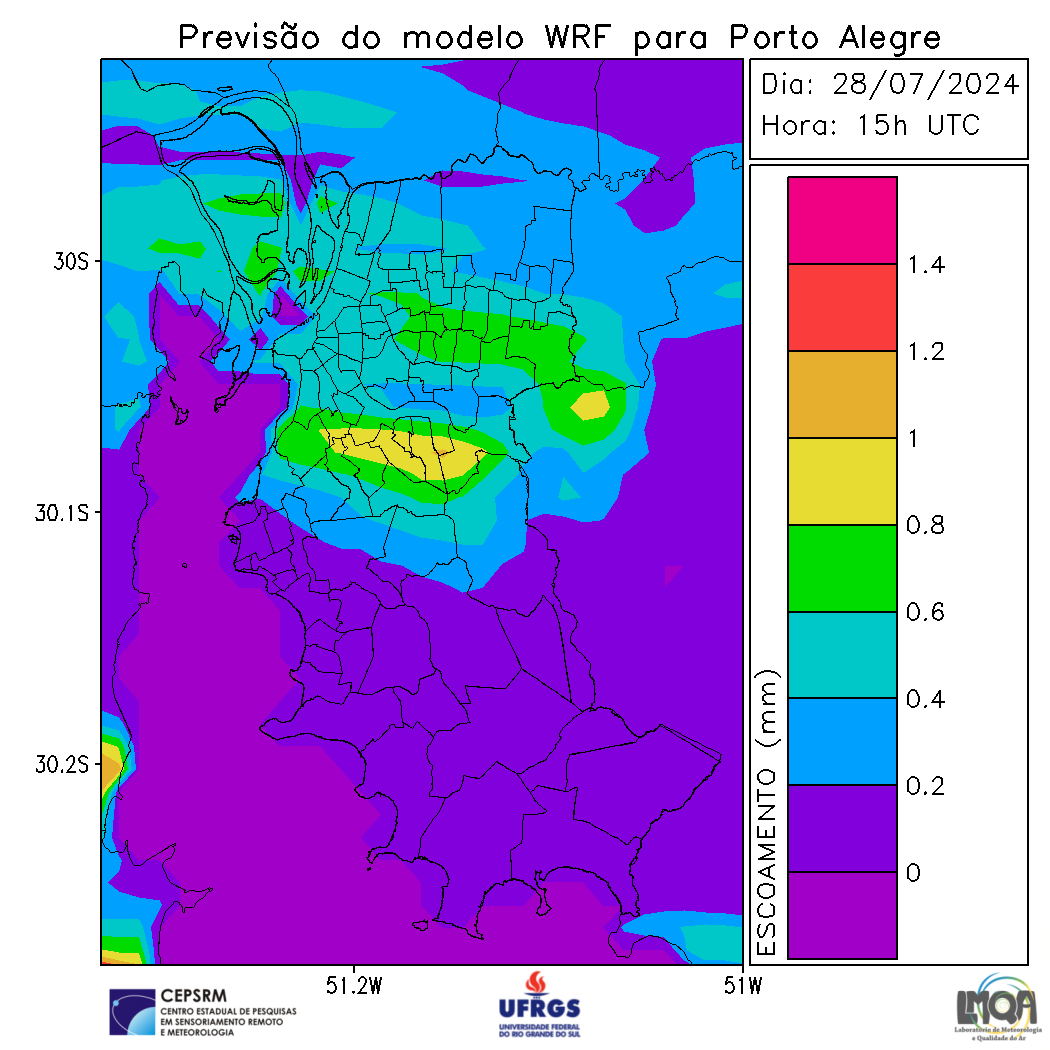 Previsão do modelo WRF para Porto Alegre
Dia: 28/07/2024
Hora: 15h UTC
30S
30.1S
30.2S
51.2W
51W
1.4
1.2
1
0.8
0.6
0.4
0.2
0
ESCOAMENTO (mm)
CEPSRM
CENTRO ESTADUAL DE PESQUISAS
EM SENSORIAMENTO REMOTO
E METEOROLOGIA
UFRGS
UNIVERSIDADE FEDERAL
DO RIO GRANDE DO SUL
LMQA
Laboratório de Meteorologia
e Qualidade do Ar